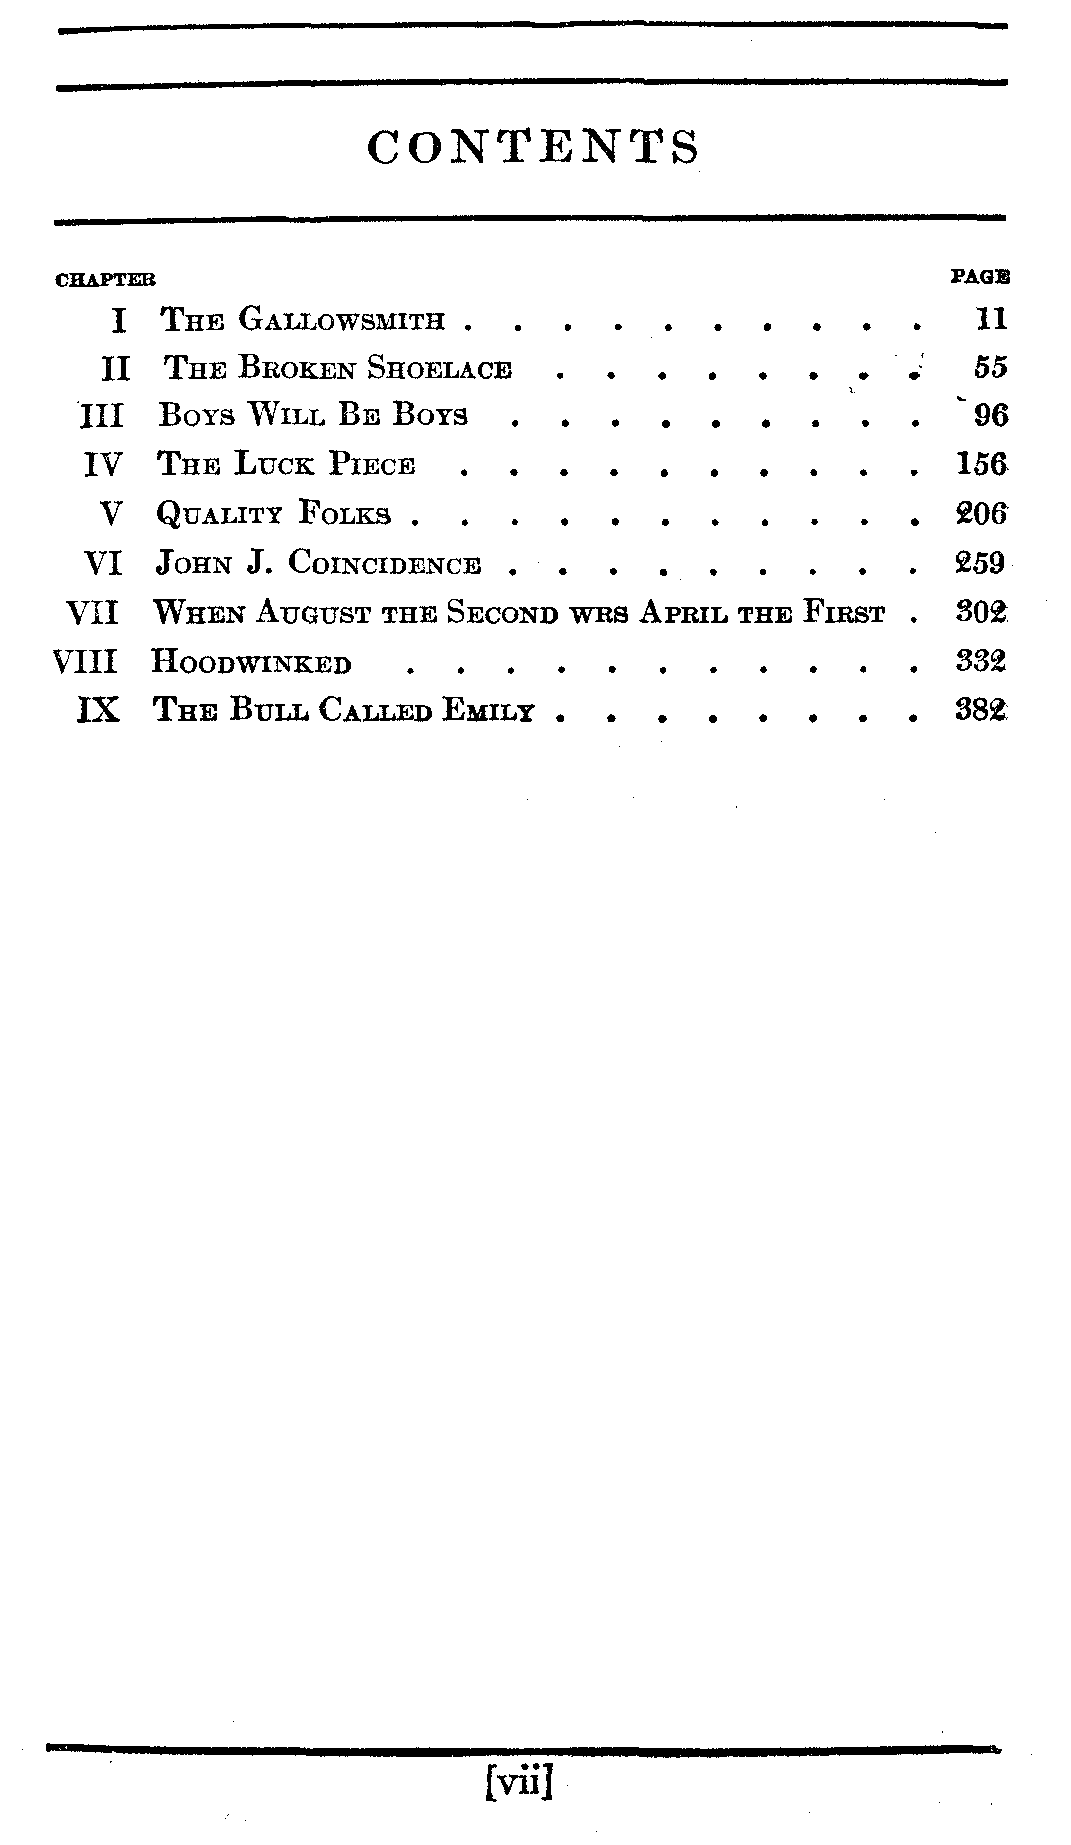 CONTENTS
CHAPTER PAGE
I THE GALLOWSMITH . . . . . . . . . . 11
II THE BROKEN SHOELACE . . . . . . . . 55
III BOYS WILL BE BOYS . . . . . . . . . 96
IV THE LUCK PIECE . . . . . . . . . . 156
V QUALITY FOLKS . . . . . . . . . . . 206
VI JOHN J. COINCIDENCE . . . . . . . . . 259
VII WHEN AUGUST THE SECOND WRS APRIL THE FIRST . 302
VIII HOODWINKED . . . . . . . . . . . 332
IX THE BULL CALLED EMILY . . . . . . . . 382
[vii]